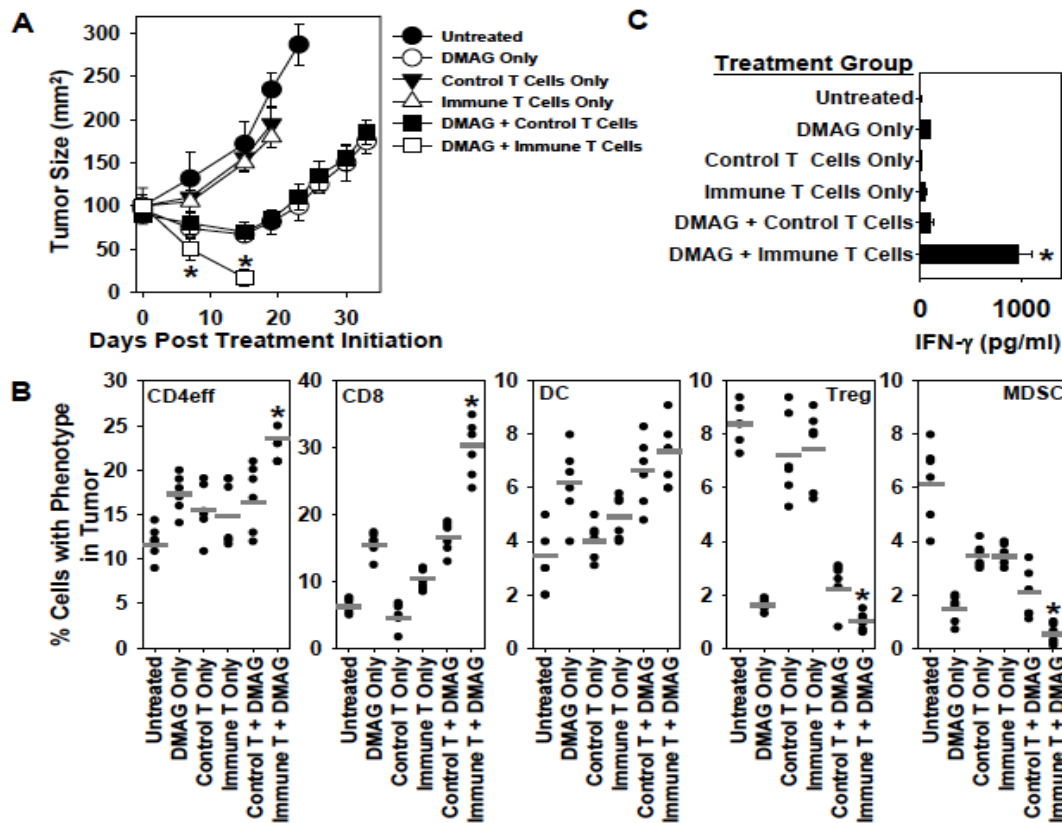 A
Tumor Size (mm²)
300
250
200
150
100
50
0
0
10
20
30
Days Post Treatment Initiation
*
*
Untreated
DMAG Only
Control T Cells Only
Immune T Cells Only
DMAG + Control T Cells
DMAG + Immune T Cells
C
Treatment Group
Untreated
DMAG Only
Control T Cells Only
Immune T Cells Only
DMAG + Control T Cells
DMAG + Immune T Cells
*
0
1000
IFN-γ (pg/ml)
B
% Cells with Phenotype
in Tumor
30
25
20
15
10
5
0
CD4eff
*
Untreated
DMAG Only
Control T Only
Immune T Only
Control T + DMAG
Immune T + DMAG
40
30
20
10
0
CD8
*
Untreated
DMAG Only
Control T Only
Immune T Only
Control T + DMAG
Immune T + DMAG
10
8
6
4
2
0
DC
Untreated
DMAG Only
Control T Only
Immune T Only
Control T + DMAG
Immune T + DMAG
10
8
6
4
2
0
Treg
*
Untreated
DMAG Only
Control T Only
Immune T Only
Control T + DMAG
Immune T + DMAG
10
8
6
4
2
0
MDSC
*
Untreated
DMAG Only
Control T Only
Immune T Only
Control T + DMAG
Immune T + DMAG